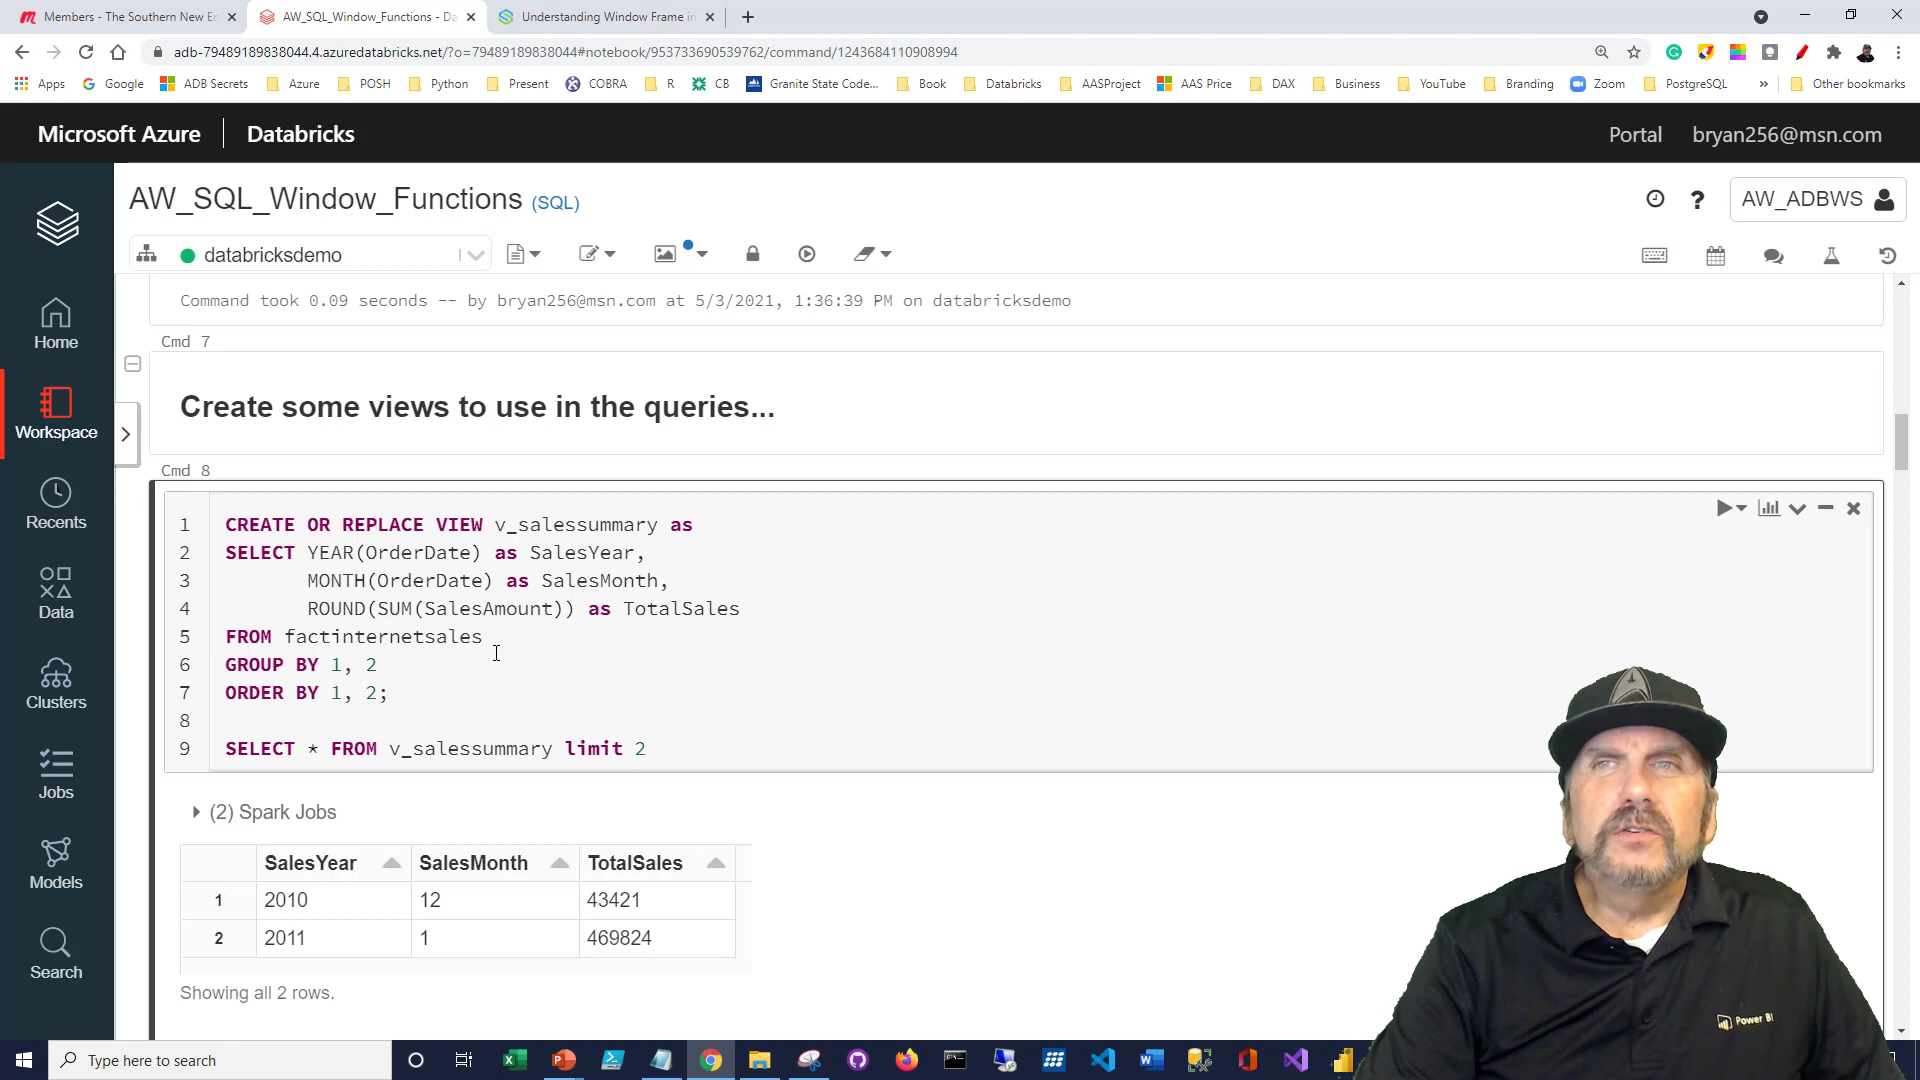 Members - The Southern New En
AW_SQL_Window_Functions - Da
Understanding Window Frame in
adb-79489189838044.4.azuredatabricks.net/?o=79489189838044#notebook/953733690539762/command/1243684110908994
Apps Google ADB Secrets Azure POSH Python Present COBRA R CB Granite State Code... Book Databricks AASProject AAS Price DAX Business YouTube Branding Zoom PostgreSQL » Other bookmarks
Microsoft Azure Databricks Portal bryan256@msn.com
AW_SQL_Window_Functions (SQL)
AW_ADBWS
databricksdemo
Command took 0.09 seconds -- by bryan256@msn.com at 5/3/2021, 1:36:39 PM on databricksdemo
Cmd 7
Create some views to use in the queries...
Cmd 8
1 CREATE OR REPLACE VIEW v_salessummary as
2 SELECT YEAR(OrderDate) as SalesYear,
3 MONTH(OrderDate) as SalesMonth,
4 ROUND(SUM(SalesAmount)) as TotalSales
5 FROM factinternetsales
6 GROUP BY 1, 2
7 ORDER BY 1, 2;
8
9 SELECT * FROM v_salessummary limit 2
(2) Spark Jobs
SalesYear SalesMonth TotalSales
1 2010 12 43421
2 2011 1 469824
Showing all 2 rows.
Home
Workspace
Recents
Data
Clusters
Jobs
Models
Search
Power BI
Type here to search